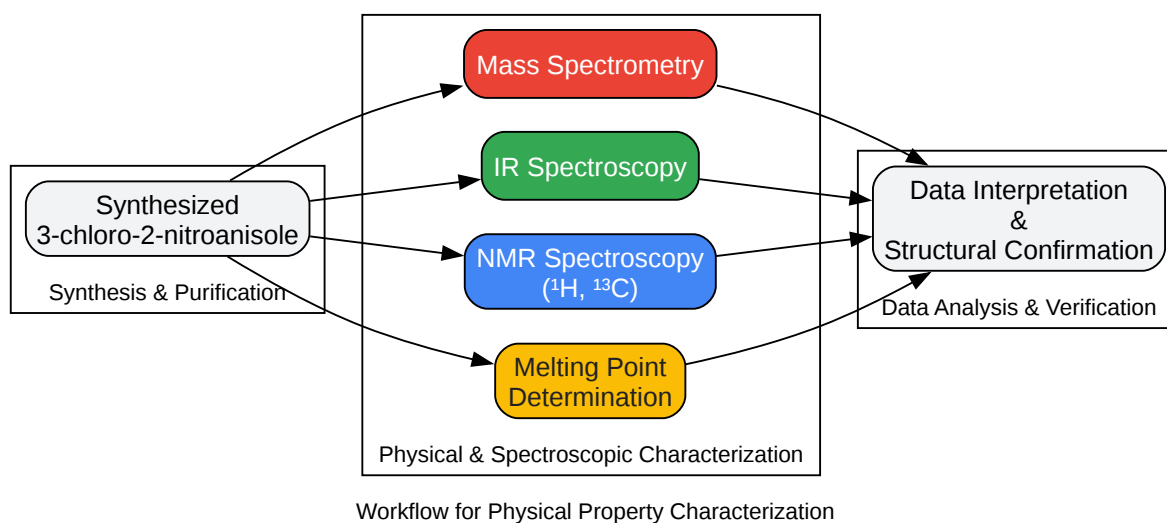 Synthesized
3-chloro-2-nitroanisole
Synthesis & Purification
Mass Spectrometry
IR Spectroscopy
NMR Spectroscopy
(¹H, ¹³C)
Melting Point
Determination
Physical & Spectroscopic Characterization
Data Interpretation
&
Structural Confirmation
Data Analysis & Verification
Workflow for Physical Property Characterization